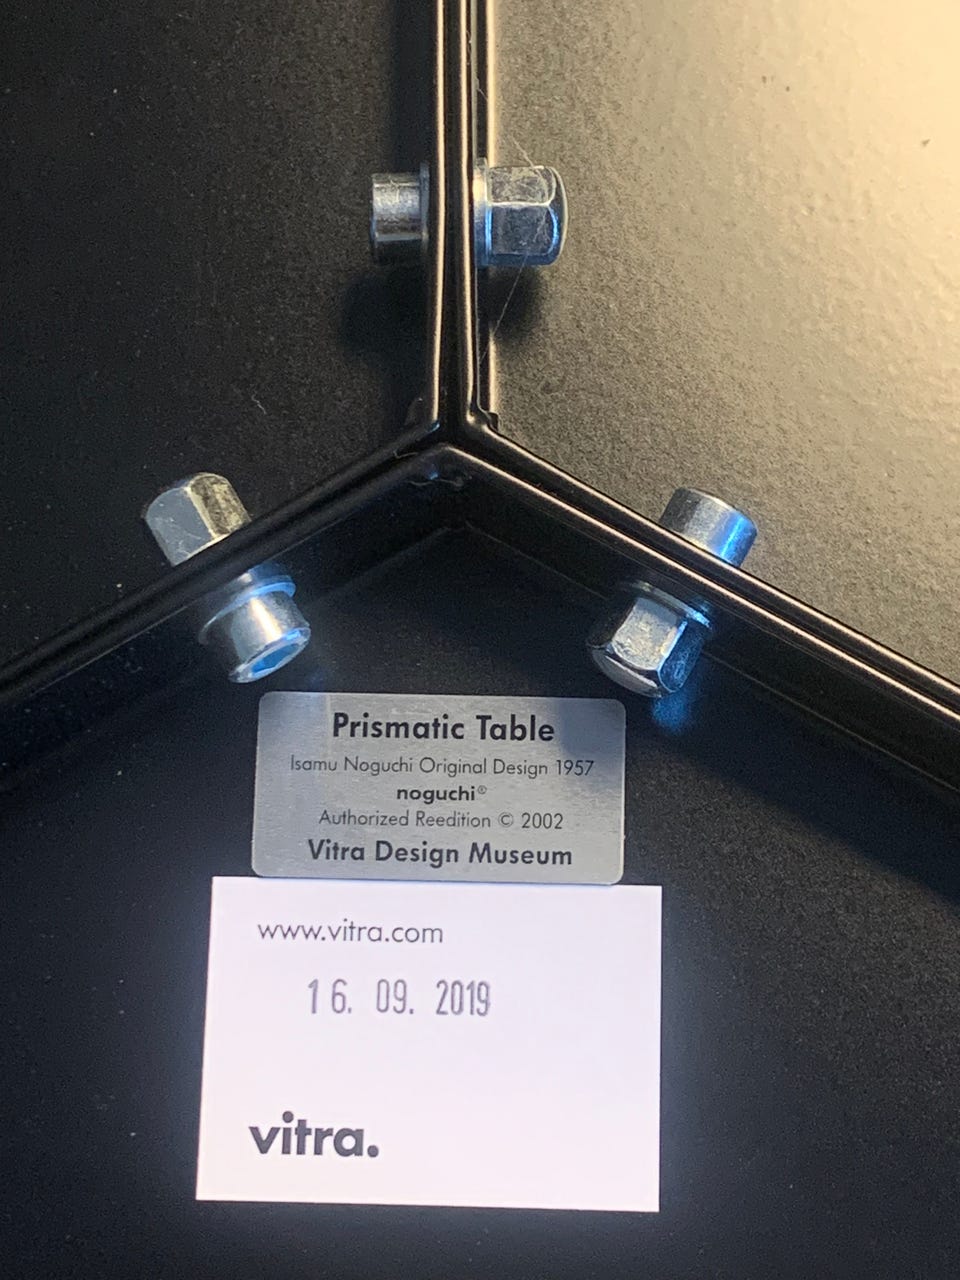 Prismatic Table
Isamu Noguchi Original Design 1957
noguchi®
Authorized Reedition © 2002
Vitra Design Museum
www.vitra.com
16. 09. 2019
vitra.